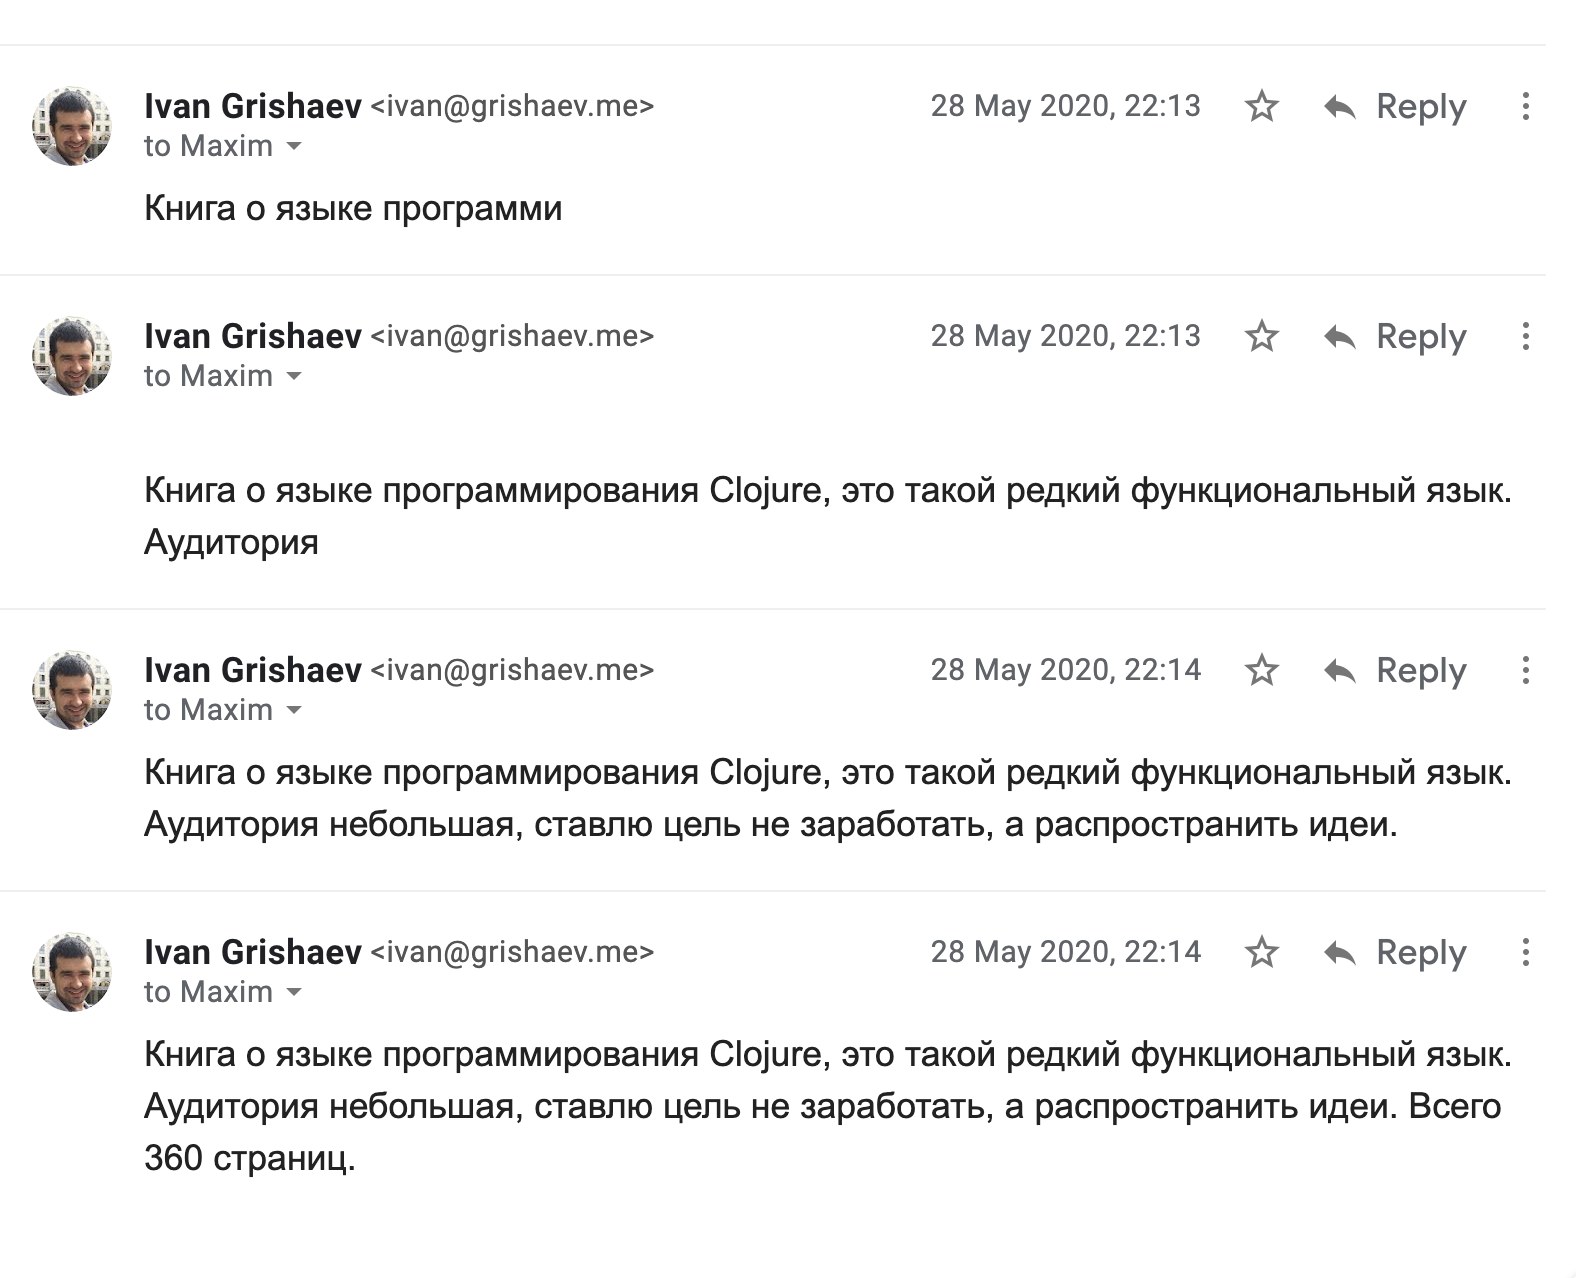 Ivan Grishaev <ivan@grishaev.me> 28 May 2020, 22:13 Reply
to Maxim
Книга о языке программи
Ivan Grishaev <ivan@grishaev.me> 28 May 2020, 22:13 Reply
to Maxim
Книга о языке программирования Clojure, это такой редкий функциональный язык.
Аудитория
Ivan Grishaev <ivan@grishaev.me> 28 May 2020, 22:14 Reply
to Maxim
Книга о языке программирования Clojure, это такой редкий функциональный язык.
Аудитория небольшая, ставлю цель не заработать, а распространить идеи.
Ivan Grishaev <ivan@grishaev.me> 28 May 2020, 22:14 Reply
to Maxim
Книга о языке программирования Clojure, это такой редкий функциональный язык.
Аудитория небольшая, ставлю цель не заработать, а распространить идеи. Всего
360 страниц.